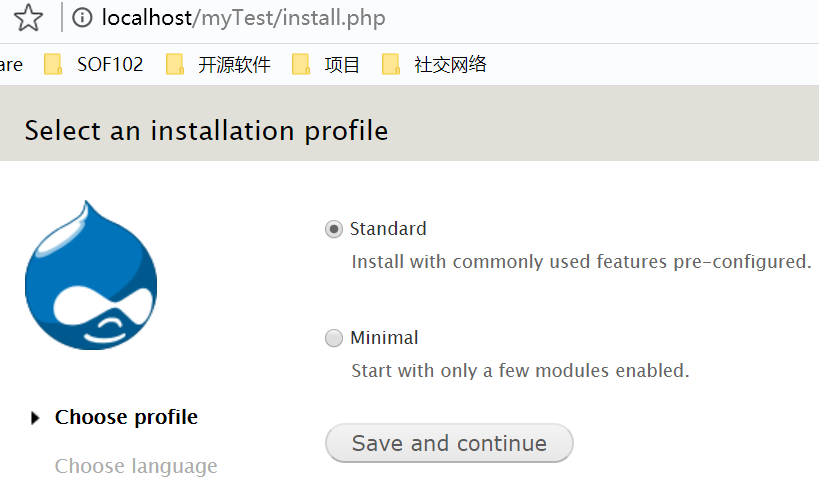 localhost/myTest/install.php
are SOF102 开源软件 项目 社交网络
Select an installation profile
Standard
Install with commonly used features pre-configured.
Minimal
Start with only a few modules enabled.
Choose profile
Save and continue
Choose language